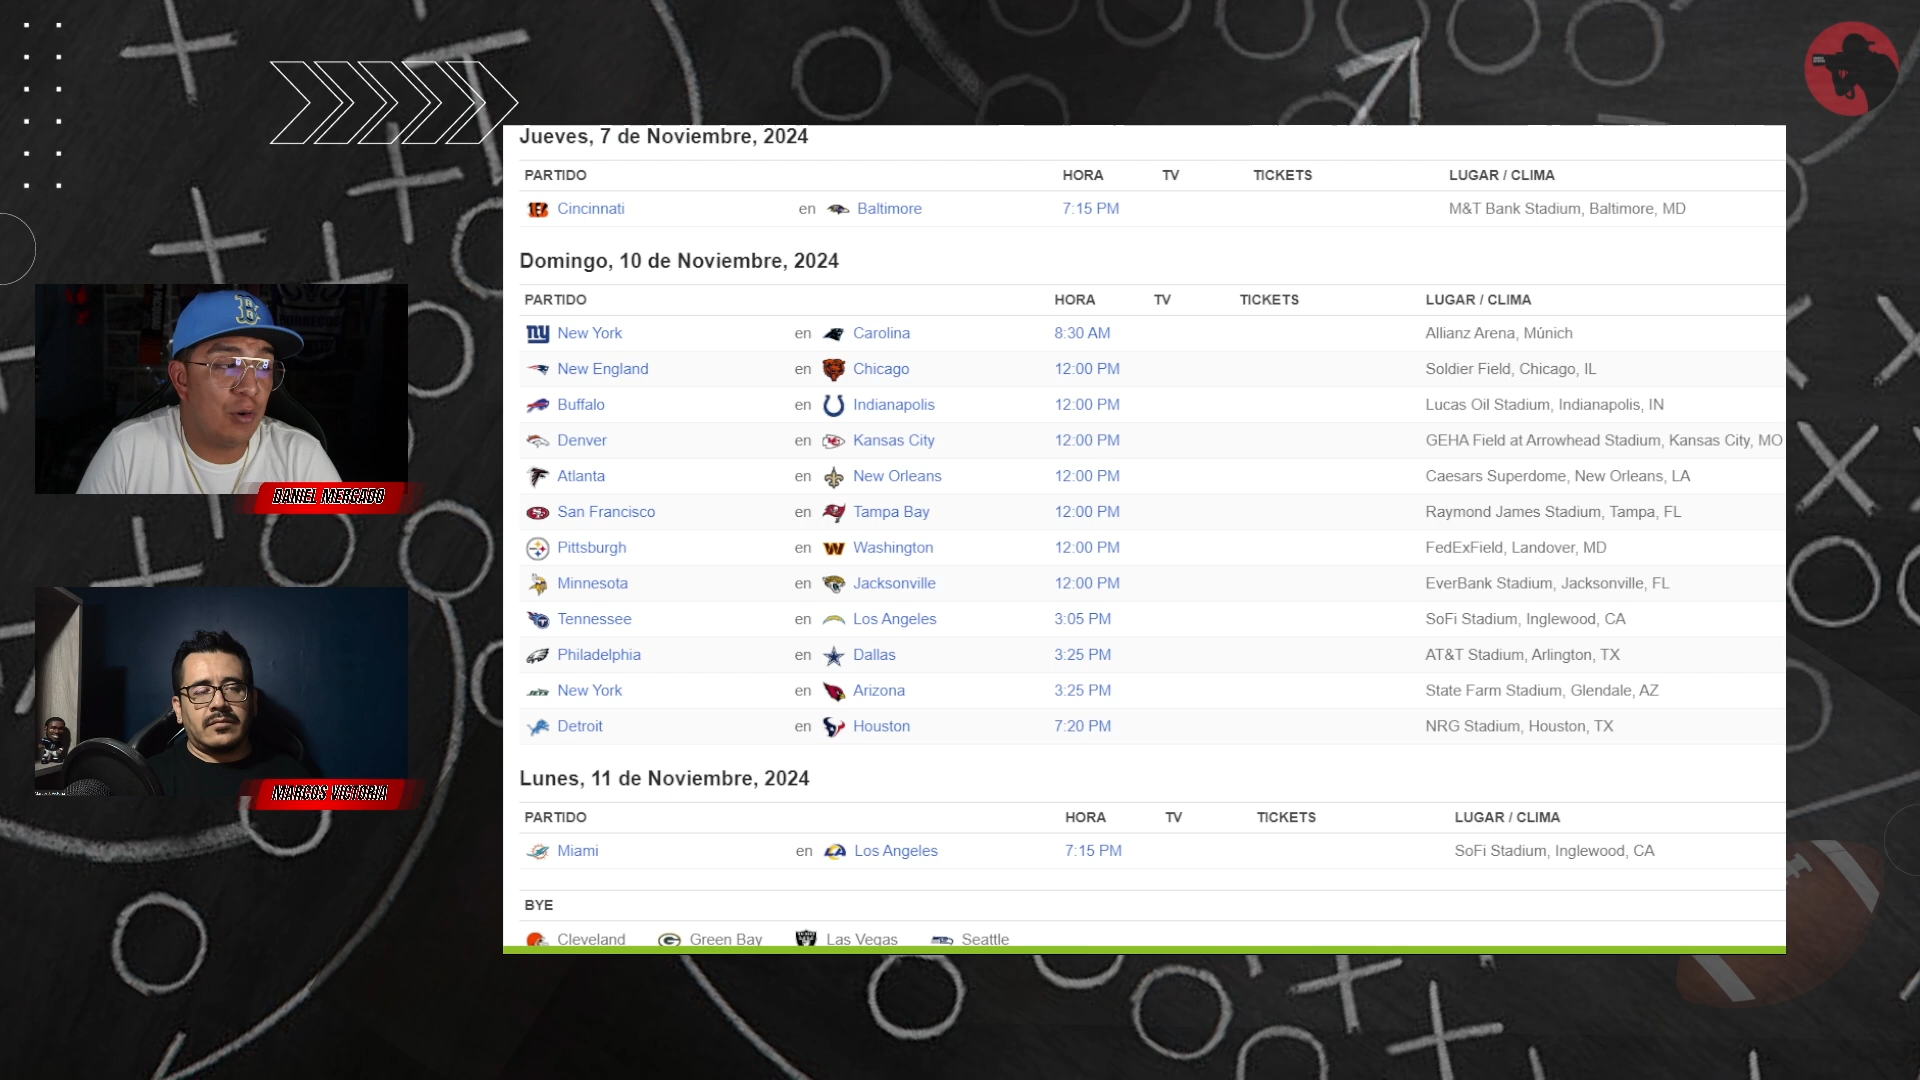 Jueves, 7 de Noviembre, 2024
PARTIDO HORA TV TICKETS LUGAR / CLIMA
Cincinnati en Baltimore 7:15 PM M&T Bank Stadium, Baltimore, MD
Domingo, 10 de Noviembre, 2024
PARTIDO HORA TV TICKETS LUGAR / CLIMA
New York en Carolina 8:30 AM Allianz Arena, Múnich
New England en Chicago 12:00 PM Soldier Field, Chicago, IL
Buffalo en Indianapolis 12:00 PM Lucas Oil Stadium, Indianapolis, IN
Denver en Kansas City 12:00 PM GEHA Field at Arrowhead Stadium, Kansas City, MO
Atlanta en New Orleans 12:00 PM Caesars Superdome, New Orleans, LA
San Francisco en Tampa Bay 12:00 PM Raymond James Stadium, Tampa, FL
Pittsburgh en Washington 12:00 PM FedExField, Landover, MD
Minnesota en Jacksonville 12:00 PM EverBank Stadium, Jacksonville, FL
Tennessee en Los Angeles 3:05 PM SoFi Stadium, Inglewood, CA
Philadelphia en Dallas 3:25 PM AT&T Stadium, Arlington, TX
New York en Arizona 3:25 PM State Farm Stadium, Glendale, AZ
Detroit en Houston 7:20 PM NRG Stadium, Houston, TX
Lunes, 11 de Noviembre, 2024
PARTIDO HORA TV TICKETS LUGAR / CLIMA
Miami en Los Angeles 7:15 PM SoFi Stadium, Inglewood, CA
BYE
Cleveland Green Bay Las Vegas Seattle
DANIEL MERCADO
MARCOS VICTORIA